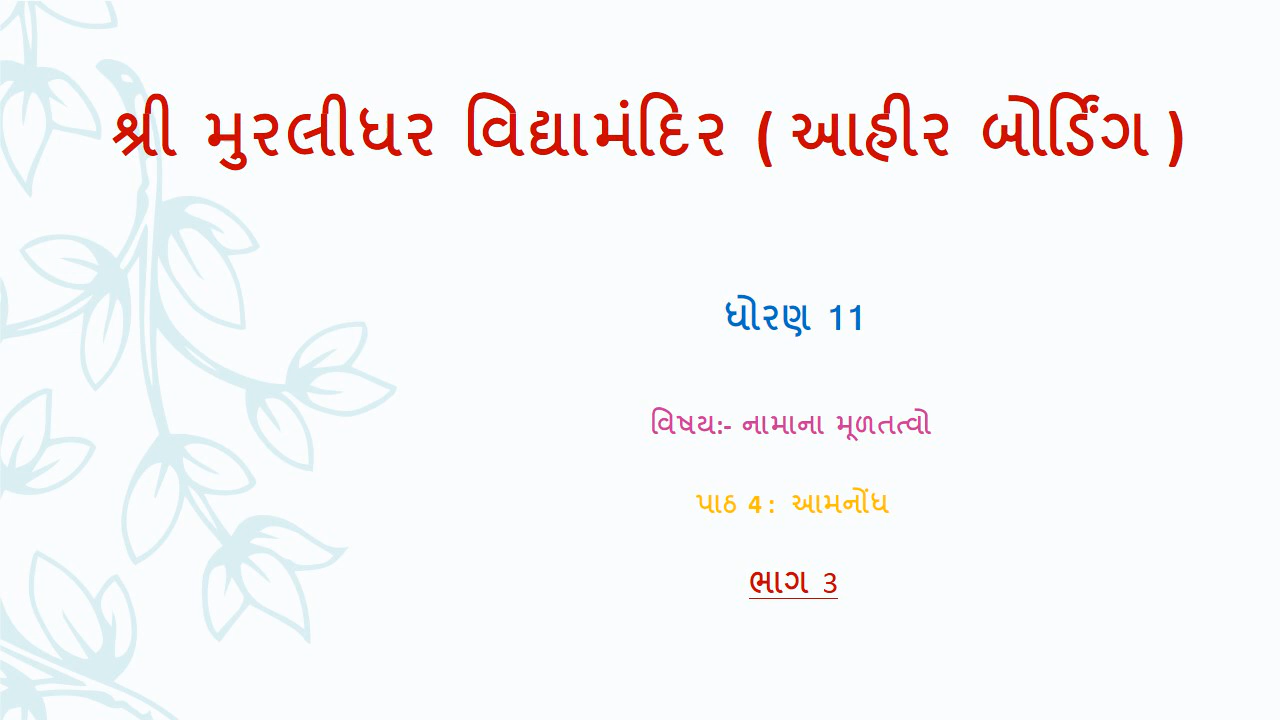 શ્રી મુરલીધર વિદ્યામંદિર ( આહીર બોર્ડિંગ )
ધોરણ 11
વિષય:- નામાના મૂળતત્વો
પાઠ 4 : આમનોંધ
ભાગ 3